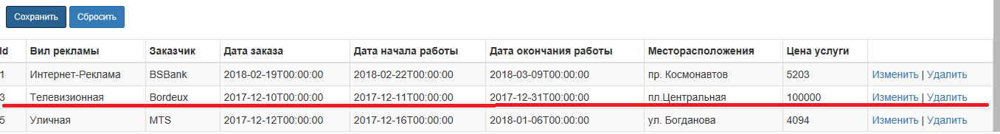 Сохранить Сбросить
Id Вил рекламы Заказчик Дата заказа Дата начала работы Дата окончания работы Месторасположения Цена услуги
1 Интернет-Реклама BSBank 2018-02-19T00:00:00 2018-02-22T00:00:00 2018-03-09T00:00:00 пр. Космонавтов 5203 Изменить | Удалить
3 Телевизионная Bordeux 2017-12-10T00:00:00 2017-12-11T00:00:00 2017-12-31T00:00:00 пл.Центральная 100000 Изменить | Удалить
5 Уличная MTS 2017-12-12T00:00:00 2017-12-16T00:00:00 2018-01-06T00:00:00 ул. Богданова 4094 Изменить | Удалить